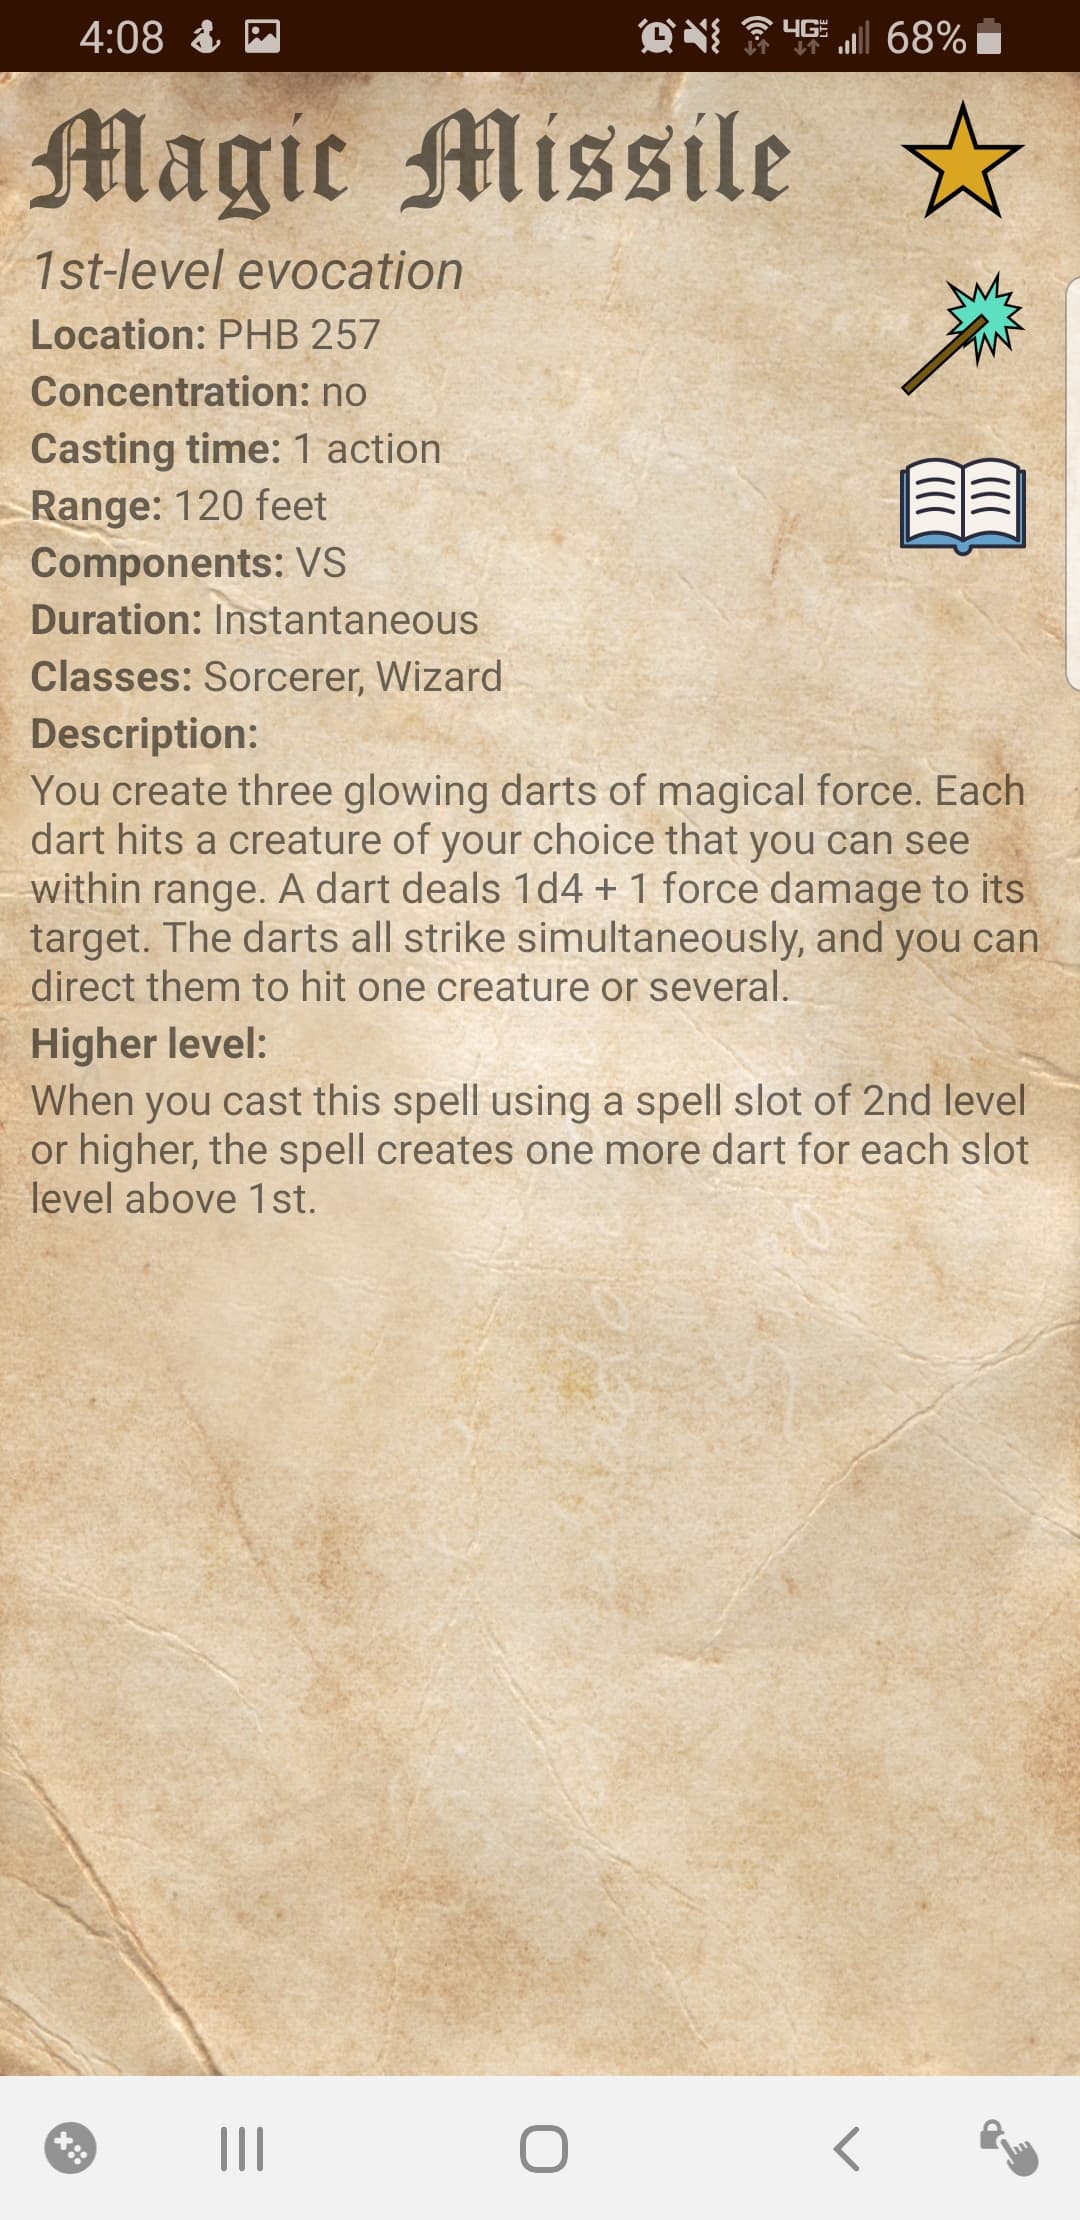 4:08 4G LTE 68%
Magic Missile
1st-level evocation
Location: PHB 257
Concentration: no
Casting time: 1 action
Range: 120 feet
Components: VS
Duration: Instantaneous
Classes: Sorcerer, Wizard
Description:
You create three glowing darts of magical force. Each
dart hits a creature of your choice that you can see
within range. A dart deals 1d4 + 1 force damage to its
target. The darts all strike simultaneously, and you can
direct them to hit one creature or several.
Higher level:
When you cast this spell using a spell slot of 2nd level
or higher, the spell creates one more dart for each slot
level above 1st.